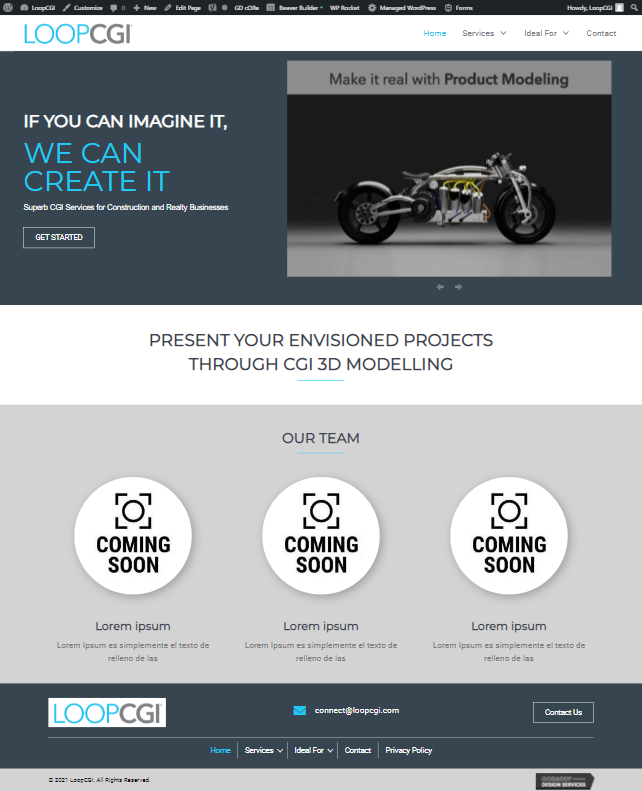 LoopCGI Customize 0 New Edit Page GD cORe Beaver Builder WP Rocket Managed WordPress Forms Howdy, LoopCGI
LOOPCGI
Home Services Ideal For Contact
Make it real with Product Modeling
IF YOU CAN IMAGINE IT,
WE CAN
CREATE IT
Superb CGI Services for Construction and Realty Businesses
GET STARTED
PRESENT YOUR ENVISIONED PROJECTS
THROUGH CGI 3D MODELLING
OUR TEAM
COMING
SOON
COMING
SOON
COMING
SOON
Lorem ipsum
Lorem Ipsum es simplemente el texto de
relleno de las
Lorem ipsum
Lorem Ipsum es simplemente el texto de
relleno de las
Lorem ipsum
Lorem Ipsum es simplemente el texto de
relleno de las
LOOPCGI
connect@loopcgi.com
Contact Us
Home Services Ideal For Contact Privacy Policy
© 2021 LoopCGI. All Rights Reserved.
GODADDY
DESIGN SERVICES